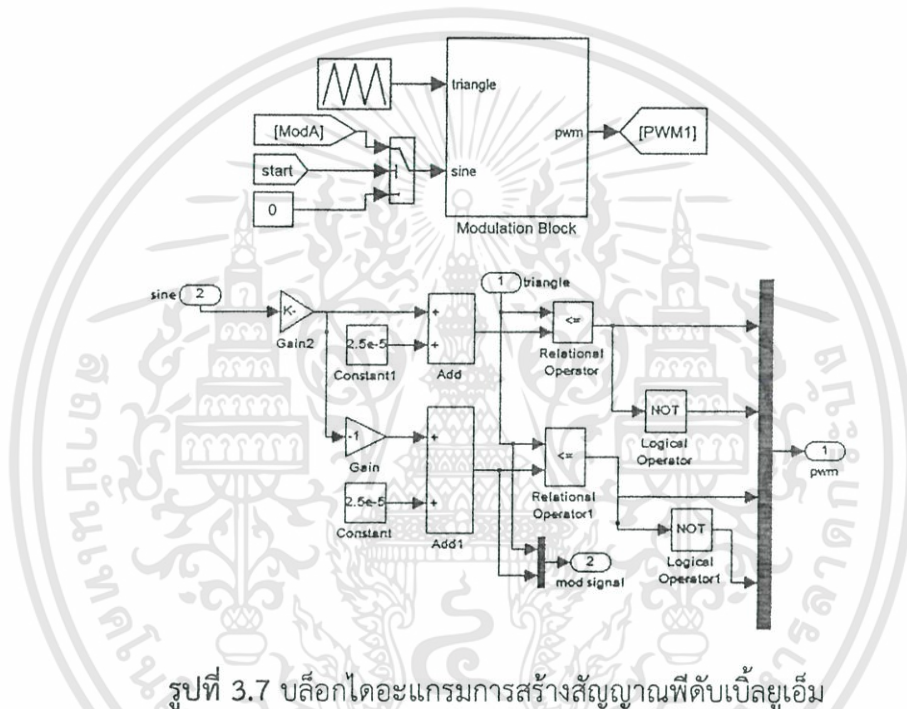 triangle
[ModA]
pwm
[PWM1]
start
sine
0
Modulation Block
sine 2
1 triangle
K-
Gain2
2.5e-5
Constant1
+
+
Add
<=
Relational
Operator
NOT
Logical
Operator
1
pwm
-1
Gain
2.5e-5
Constant
+
+
Add1
<=
Relational
Operator1
NOT
Logical
Operator1
2
mod signal
รูปที่ 3.7 บล็อกไดอะแกรมการสร้างสัญญาณพีดับเบิ้ลยูเอ็ม